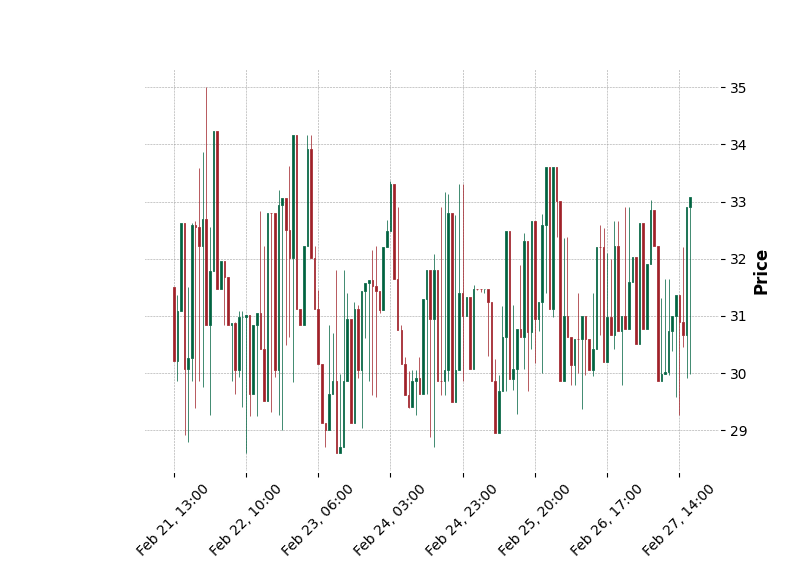 35
34
33
32
31
30
29
Price
Feb 21, 13:00
Feb 22, 10:00
Feb 23, 06:00
Feb 24, 03:00
Feb 24, 23:00
Feb 25, 20:00
Feb 26, 17:00
Feb 27, 14:00